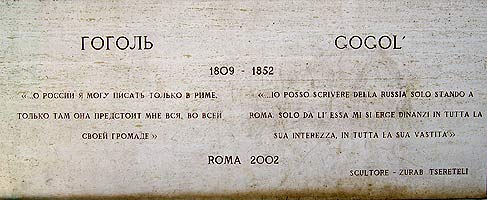 ГОГОЛЬ
GOGOL'
1809 - 1852
«...О РОССИИ Я МОГУ ПИСАТЬ ТОЛЬКО В РИМЕ,
ТОЛЬКО ТАМ ОНА ПРЕДСТОИТ МНЕ ВСЯ, ВО ВСЕЙ
СВОЕЙ ГРОМАДЕ»
«...IO POSSO SCRIVERE DELLA RUSSIA SOLO STANDO A
ROMA. SOLO DA LI' ESSA MI SI ERGE DINANZI IN TUTTA LA
SUA INTEREZZA, IN TUTTA LA SUA VASTITA'»
ROMA 2002
SCULTORE - ZURAB TSERETELI